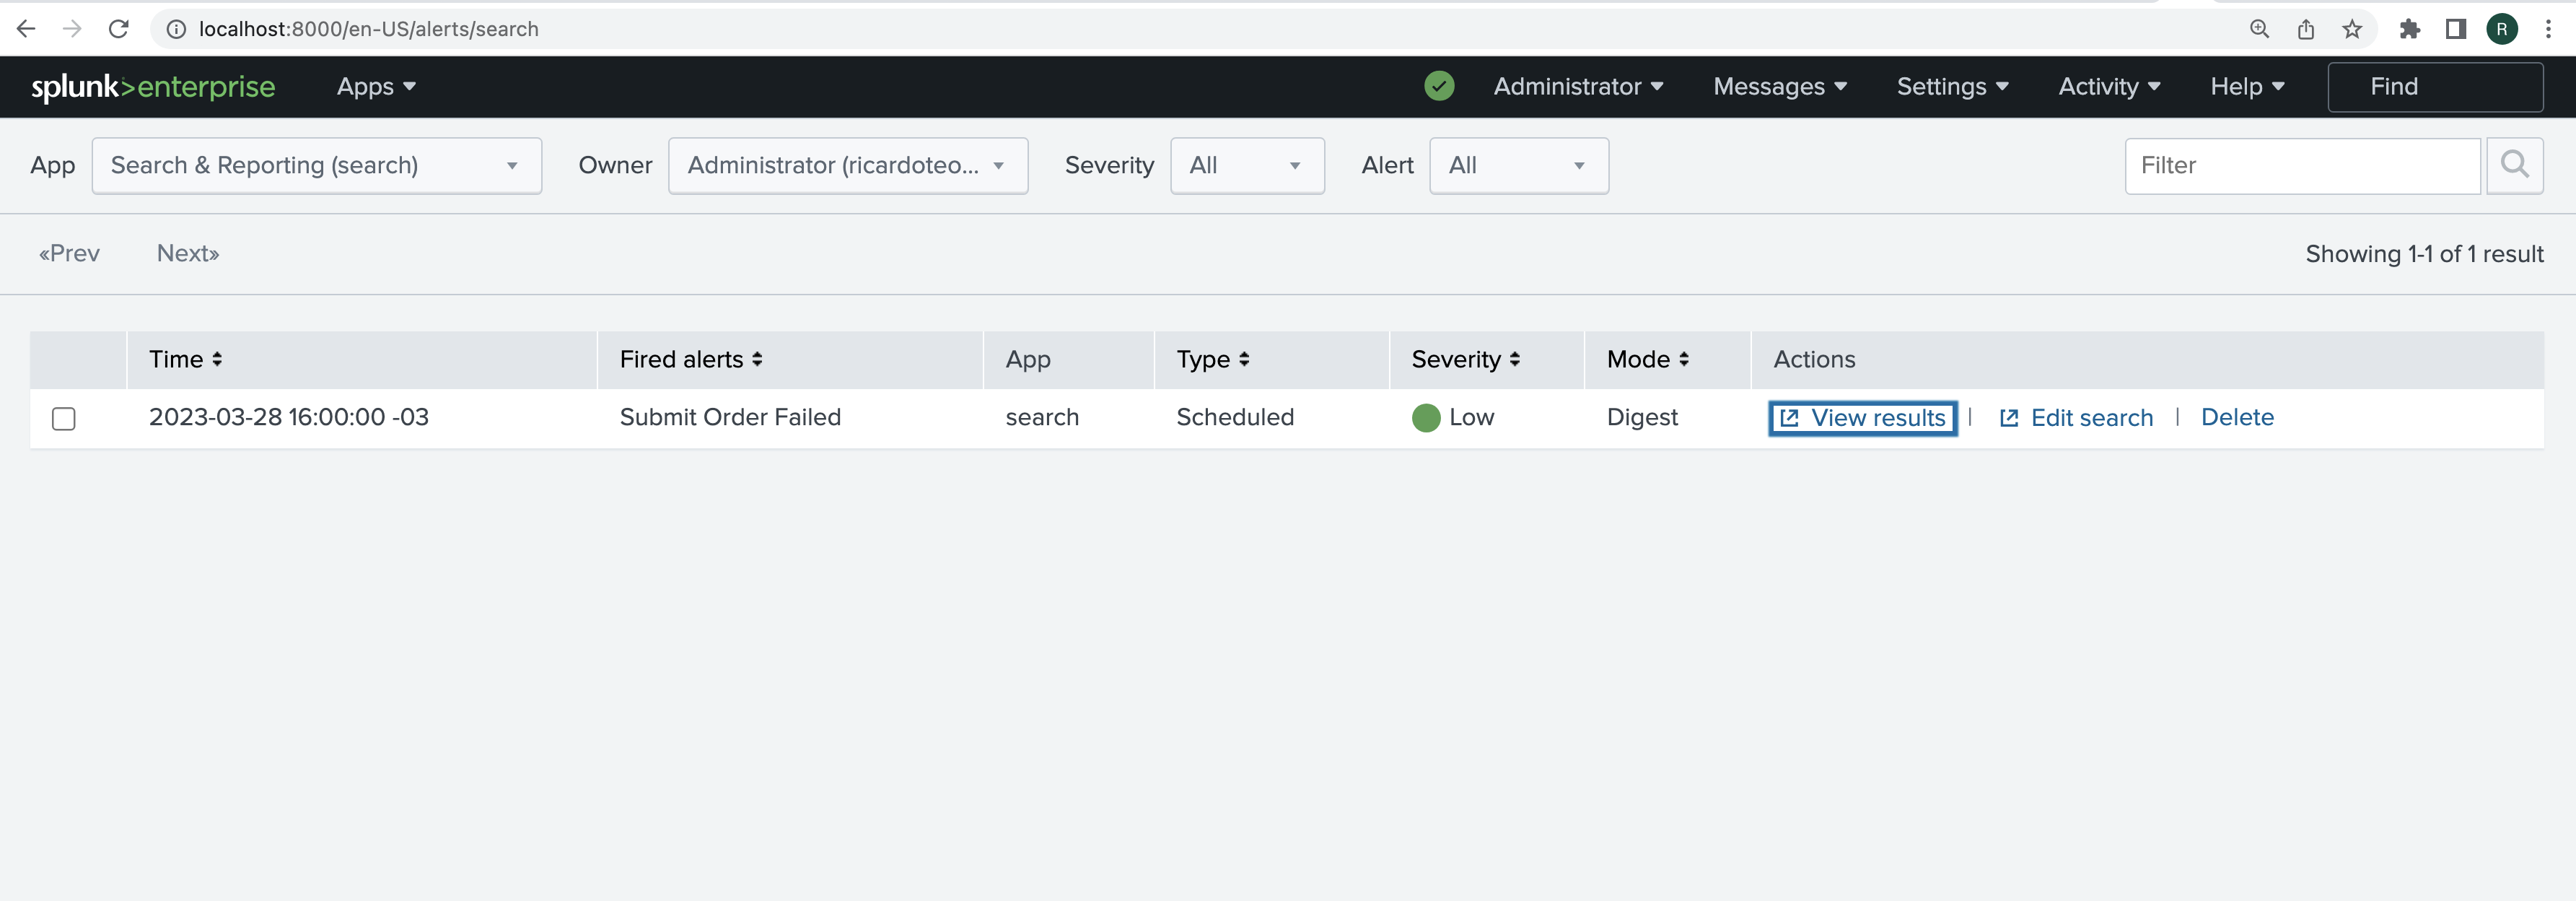 localhost:8000/en-US/alerts/search
R
splunk>enterprise Apps Administrator Messages Settings Activity Help Find
App Search & Reporting (search) Owner Administrator (ricardoteo... Severity All Alert All Filter
«Prev Next» Showing 1-1 of 1 result
Time Fired alerts App Type Severity Mode Actions
2023-03-28 16:00:00 -03 Submit Order Failed search Scheduled Low Digest View results | Edit search | Delete